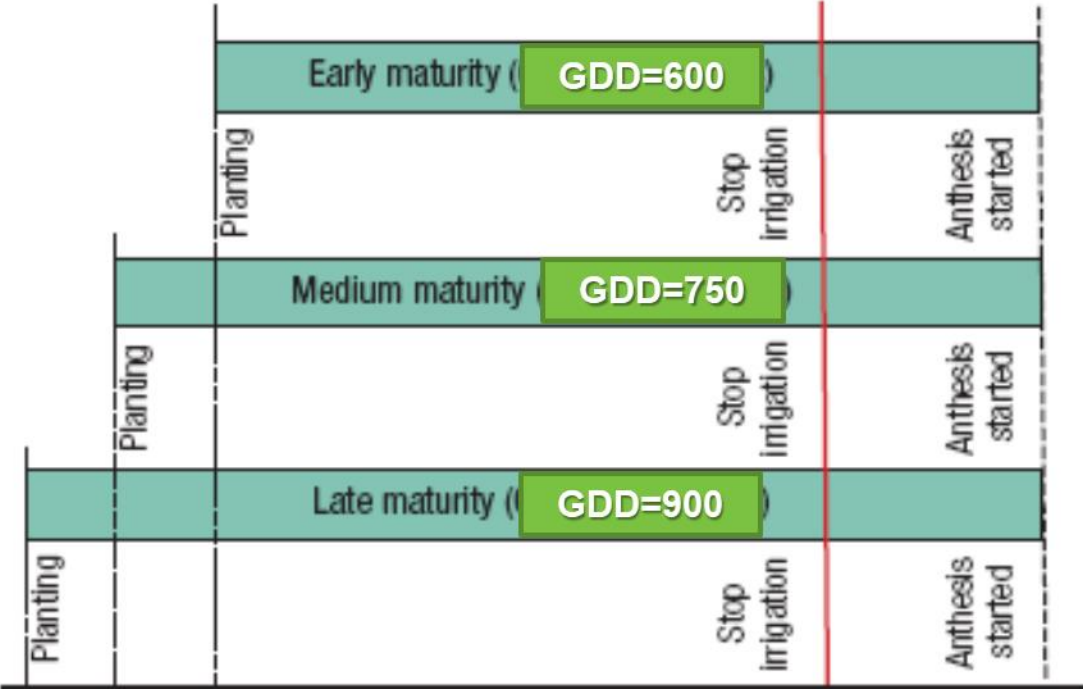 Early maturity ( GDD=600 )
Planting
Stop
irrigation
Anthesis
started
Medium maturity ( GDD=750 )
Planting
Stop
irrigation
Anthesis
started
Late maturity (( GDD=900 )
Planting
Stop
irrigation
Anthesis
started